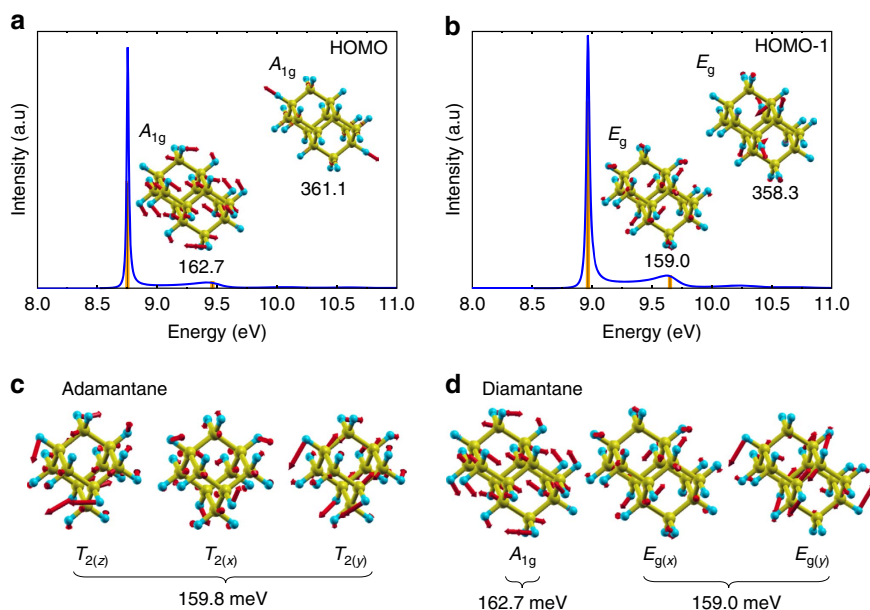 a
HOMO
A1g
A1g
361.1
162.7
Intensity (a.u)
8.0 8.5 9.0 9.5 10.0 10.5 11.0
Energy (eV)
b
HOMO-1
Eg
Eg
358.3
159.0
Intensity (a.u)
8.0 8.5 9.0 9.5 10.0 10.5 11.0
Energy (eV)
c Adamantane
T2(z) T2(x) T2(y)
159.8 meV
d Diamantane
A1g Eg(x) Eg(y)
162.7 meV 159.0 meV